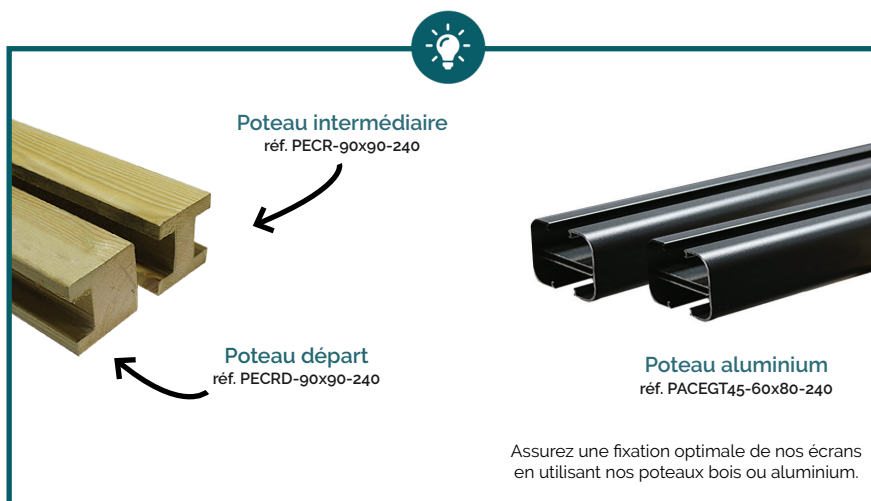 Poteau intermédiaire
réf. PECR-90x90-240
Poteau départ
réf. PECRD-90x90-240
Poteau aluminium
réf. PACEGT45-60x80-240
Assurez une fixation optimale de nos écrans
en utilisant nos poteaux bois ou aluminium.